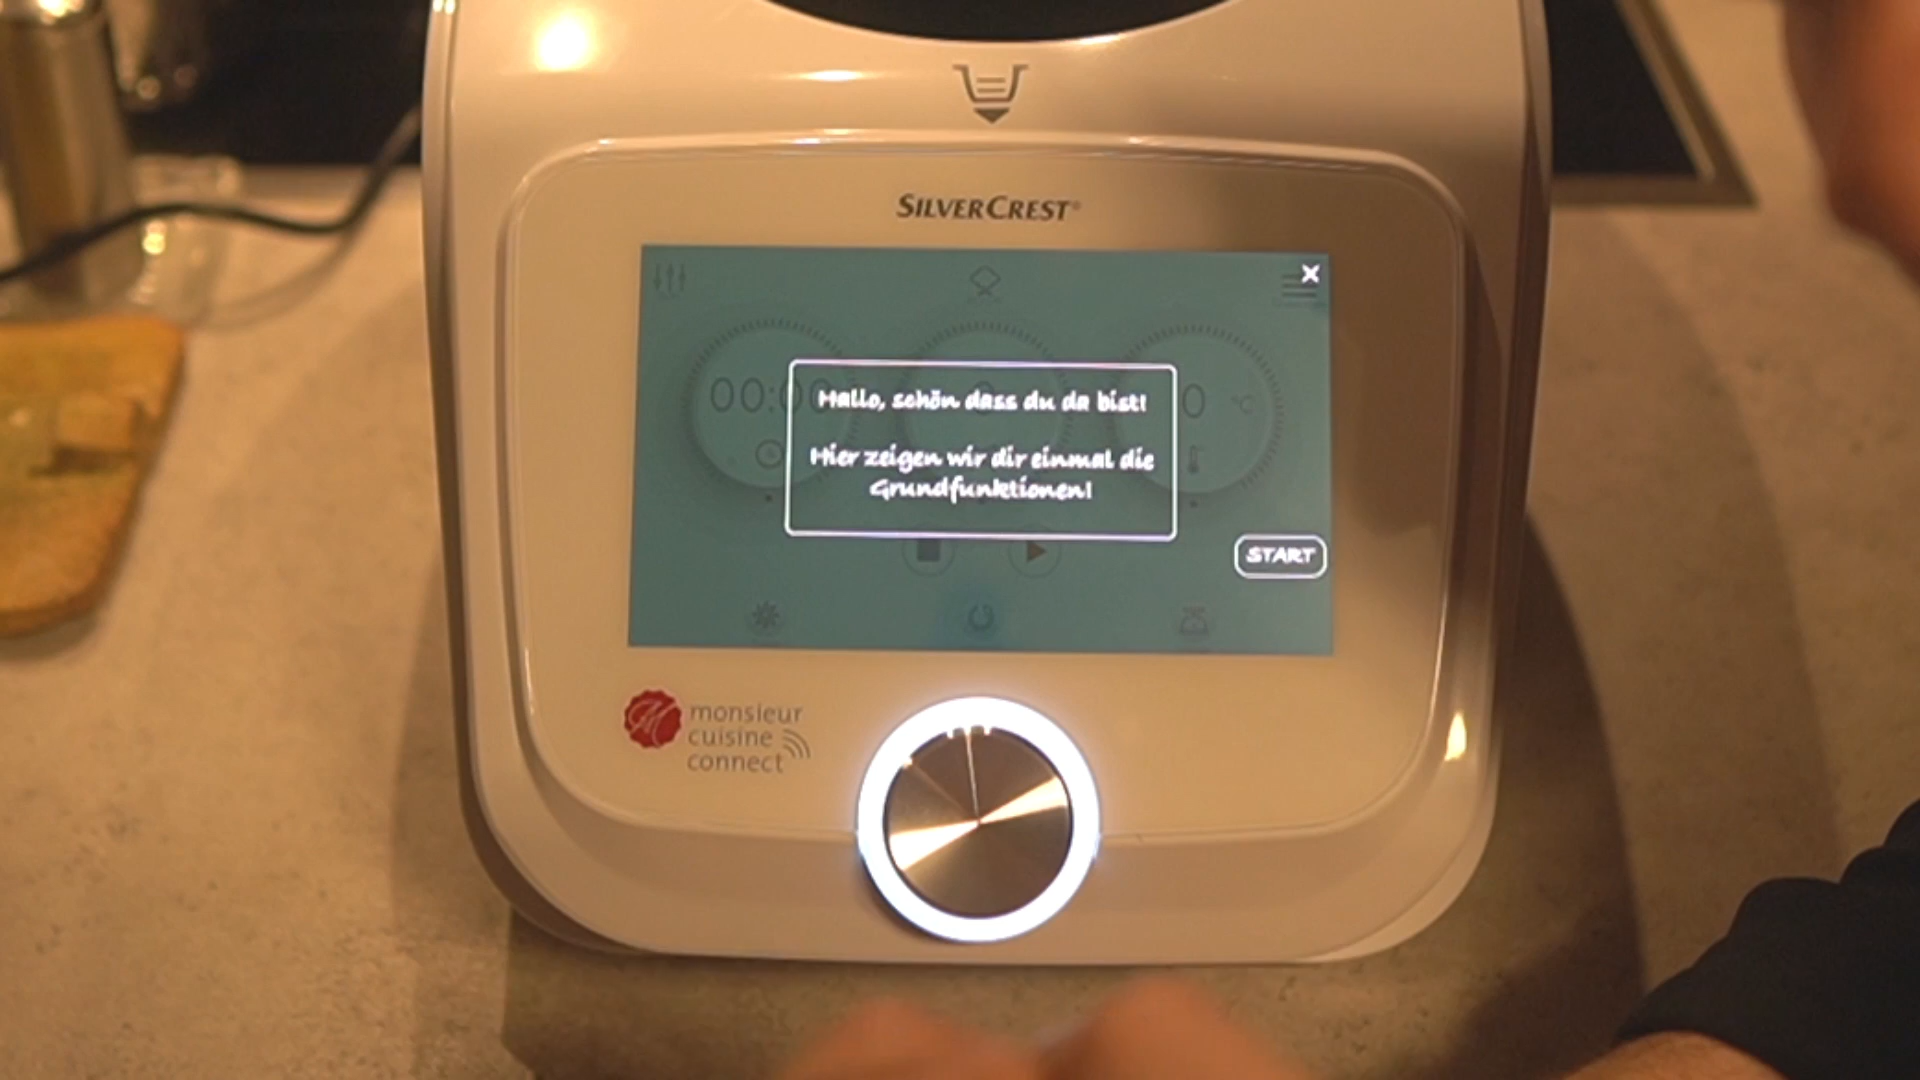 SILVERCREST®
X
00:0
0 °C
Hallo, schön dass du da bist!
Hier zeigen wir dir einmal die
Grundfunktionen!
START
monsieur
cuisine
connect